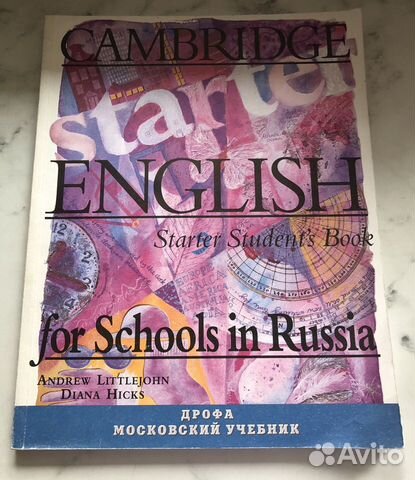 CAMBRIDGE
starter
ENGLISH
Starter Student's Book
for Schools in Russia
ANDREW LITTLEJOHN
DIANA HICKS
ДРОФА
МОСКОВСКИЙ УЧЕБНИК
Avito